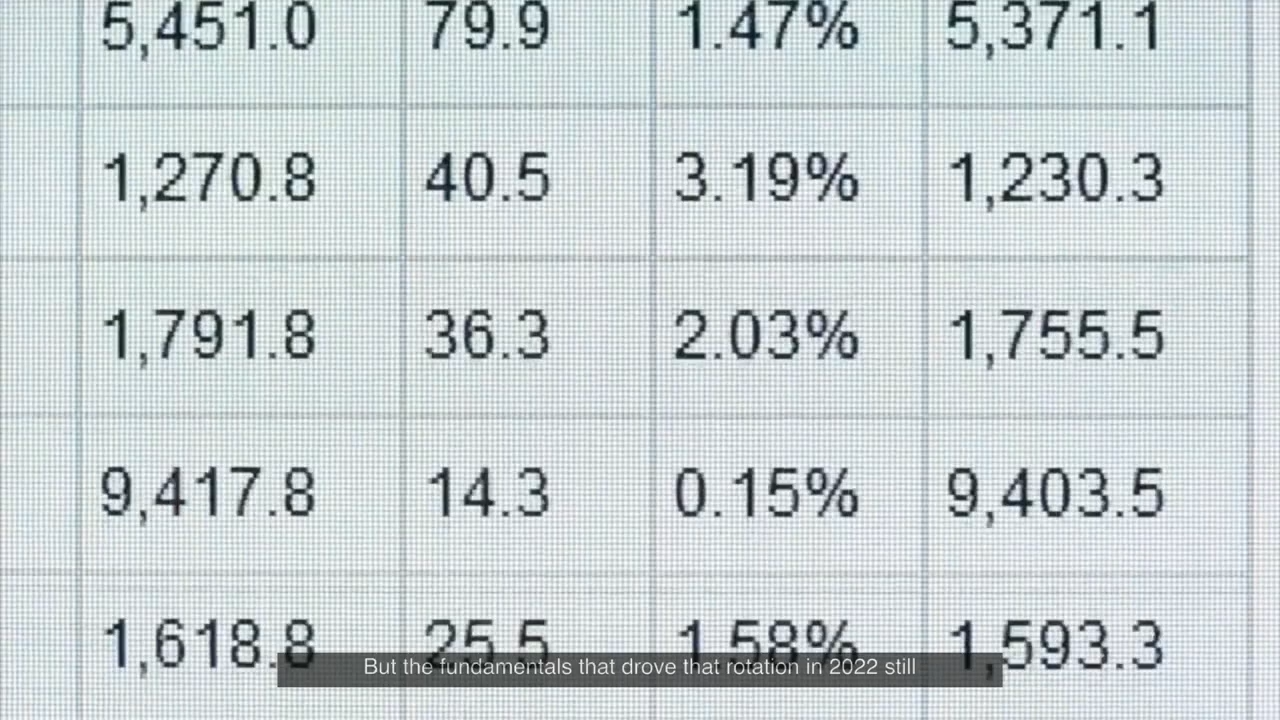 5,451.0 79.9 1.47% 5,371.1
1,270.8 40.5 3.19% 1,230.3
1,791.8 36.3 2.03% 1,755.5
9,417.8 14.3 0.15% 9,403.5
1,618.8 25.5 1.58% 1,593.3
But the fundamentals that drove that rotation in 2022 still